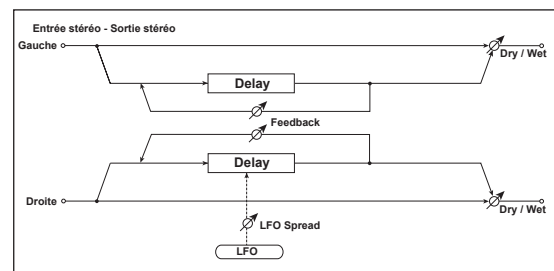 Entrée stéréo - Sortie stéréo
Gauche
Dry / Wet
Delay
Feedback
Delay
Droite
Dry / Wet
LFO Spread
LFO